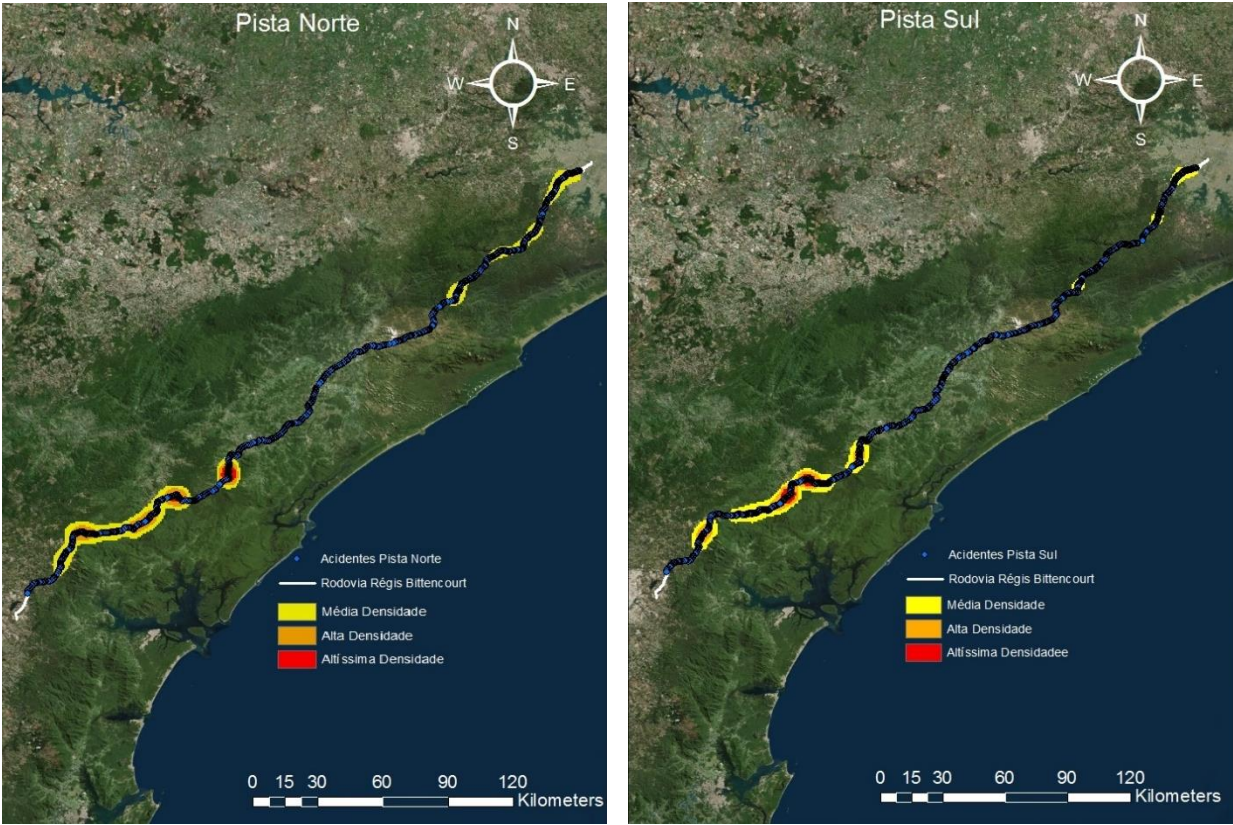 Pista Norte
N
W
E
S
Acidentes Pista Norte
Rodovia Régis Bittencourt
Média Densidade
Alta Densidade
Altíssima Densidade
0 15 30 60 90 120
Kilometers
Pista Sul
N
W
E
S
Acidentes Pista Sul
Rodovia Régis Bittencourt
Média Densidade
Alta Densidade
Altíssima Densidadee
0 15 30 60 90 120
Kilometers